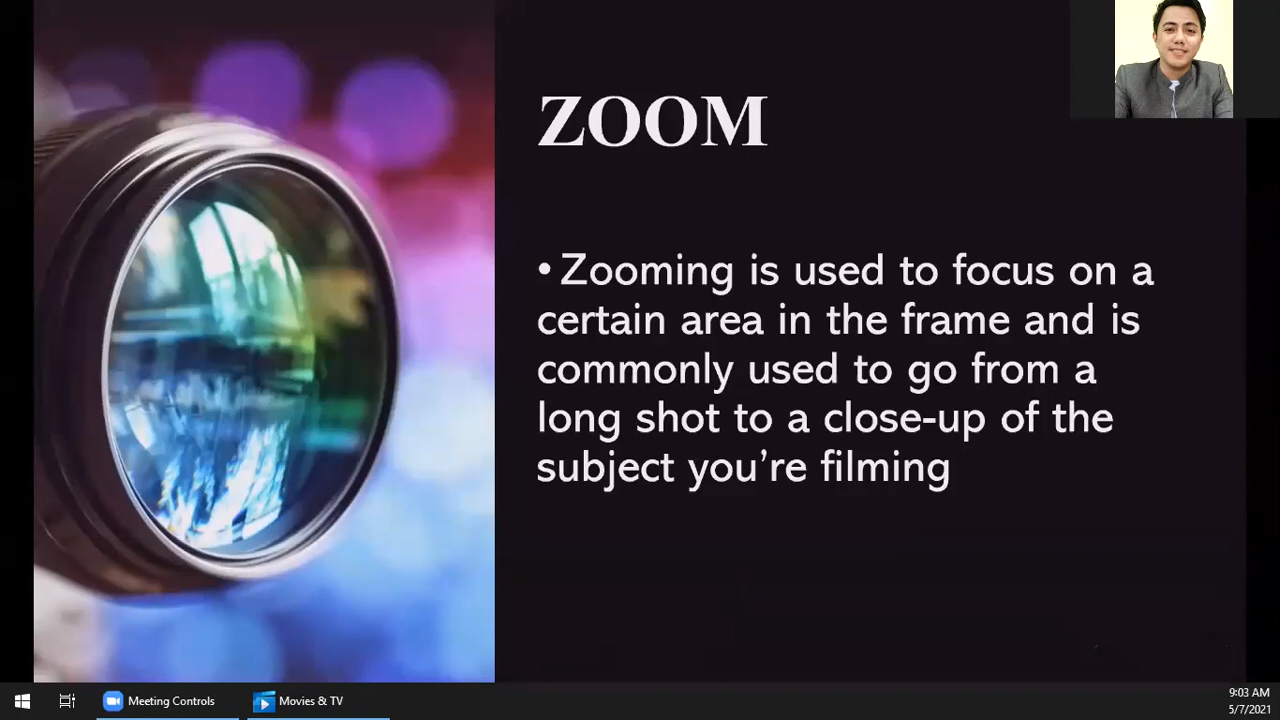 ZOOM
• Zooming is used to focus on a
certain area in the frame and is
commonly used to go from a
long shot to a close-up of the
subject you’re filming
Meeting Controls
Movies & TV
9:03 AM
5/7/2021